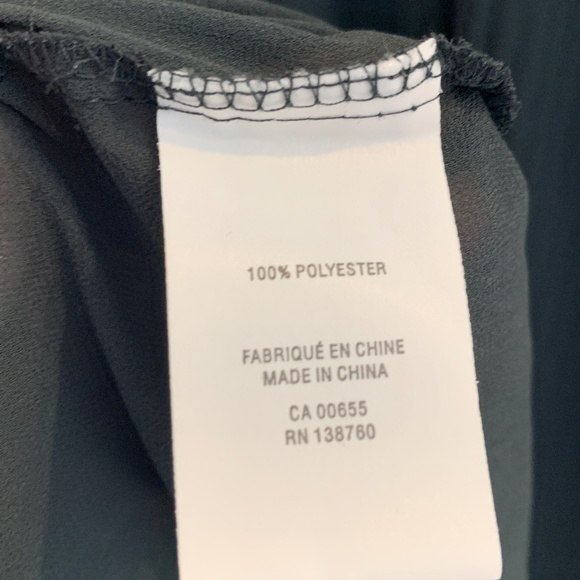 100% POLYESTER
FABRIQUÉ EN CHINE
MADE IN CHINA
CA 00655
RN 138760